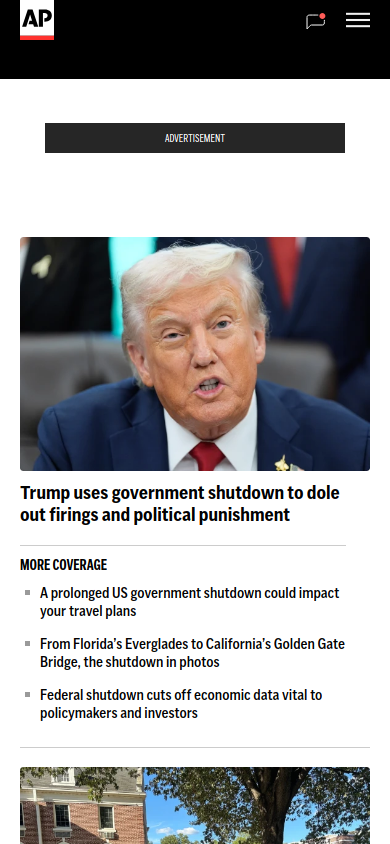 AP
ADVERTISEMENT
Trump uses government shutdown to dole
out firings and political punishment
MORE COVERAGE
A prolonged US government shutdown could impact
your travel plans
From Florida’s Everglades to California’s Golden Gate
Bridge, the shutdown in photos
Federal shutdown cuts off economic data vital to
policymakers and investors